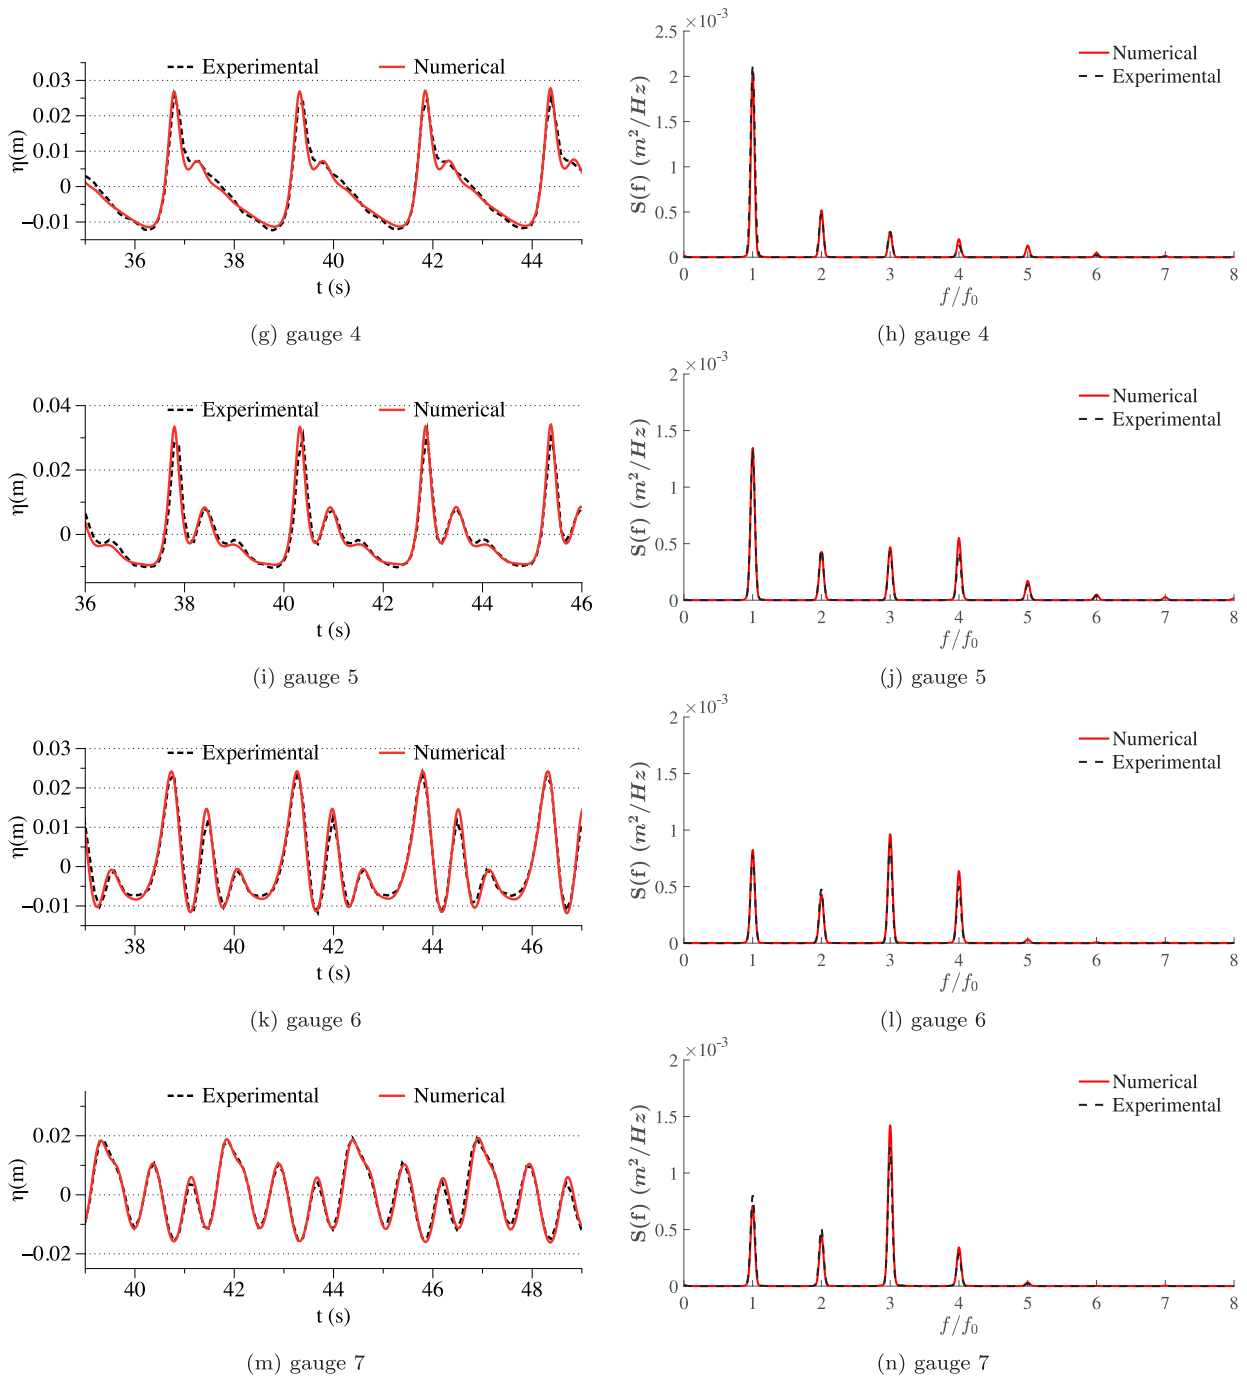 Experimental Numerical
0.03
0.02
0.01
0
−0.01
η(m)
36 38 40 42 44
t (s)
(g) gauge 4
×10-3
2.5
2
1.5
1
0.5
0
S(f) (m2/Hz)
Numerical
Experimental
0 1 2 3 4 5 6 7 8
f/f0
(h) gauge 4
Experimental Numerical
0.04
0.02
0
η(m)
36 38 40 42 44 46
t (s)
(i) gauge 5
×10-3
2
1.5
1
0.5
0
S(f) (m2/Hz)
Numerical
Experimental
0 1 2 3 4 5 6 7 8
f/f0
(j) gauge 5
Experimental Numerical
0.03
0.02
0.01
0
−0.01
η(m)
38 40 42 44 46
t (s)
(k) gauge 6
×10-3
2
1.5
1
0.5
0
S(f) (m2/Hz)
Numerical
Experimental
0 1 2 3 4 5 6 7 8
f/f0
(l) gauge 6
Experimental Numerical
0.02
0
−0.02
η(m)
40 42 44 46 48
t (s)
(m) gauge 7
×10-3
2
1.5
1
0.5
0
S(f) (m2/Hz)
Numerical
Experimental
0 1 2 3 4 5 6 7 8
f/f0
(n) gauge 7